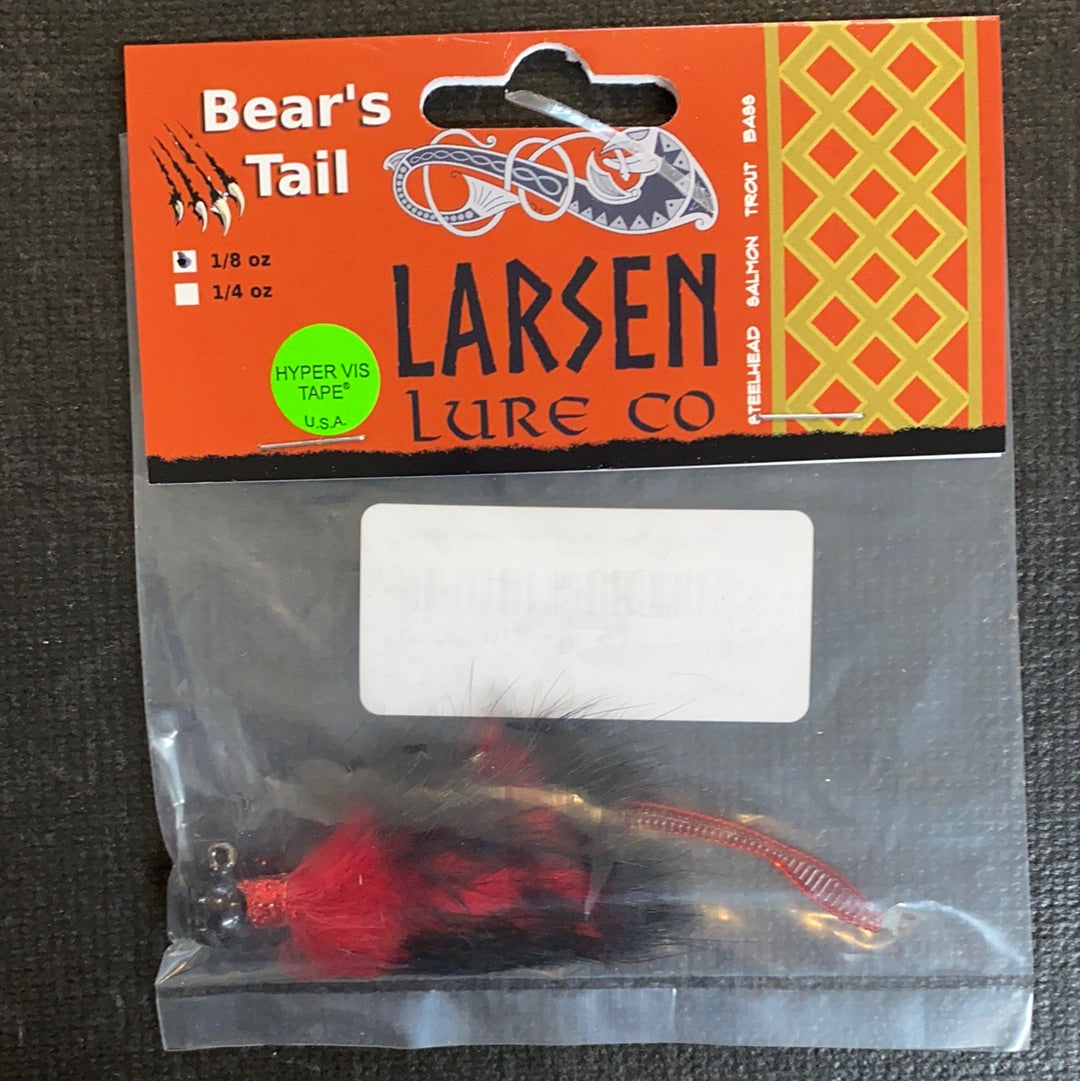 Bear's
Tail
1/8 oz
1/4 oz
HYPER VIS
TAPE®
U.S.A.
LARSEN
LURE CO
STEELHEAD SALMON TROUT BASS